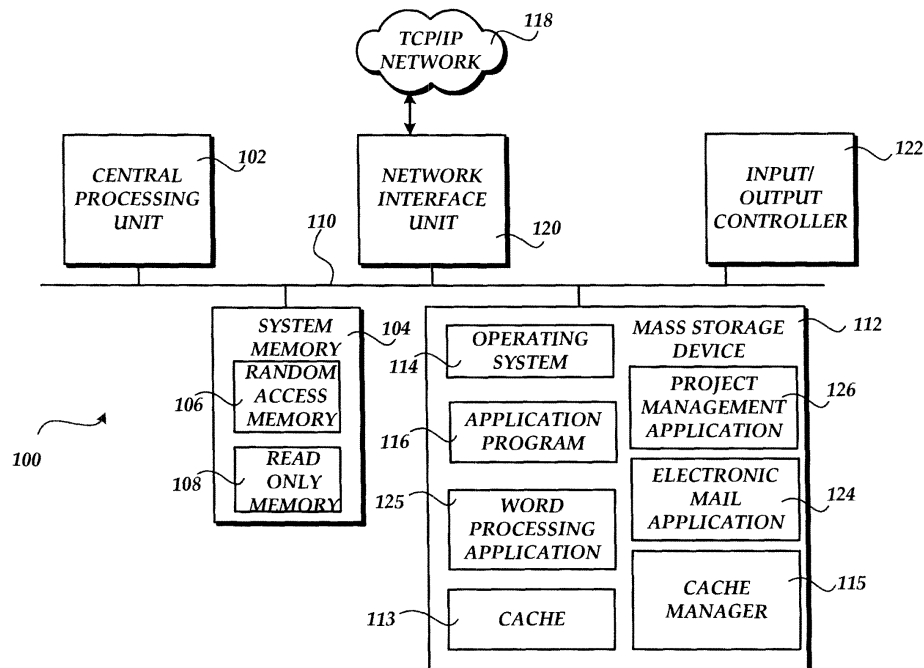 TCP/IP
NETWORK
118
CENTRAL
PROCESSING
UNIT
102
NETWORK
INTERFACE
UNIT
120
INPUT/
OUTPUT
CONTROLLER
122
110
SYSTEM
MEMORY
104
RANDOM
ACCESS
MEMORY
106
READ
ONLY
MEMORY
108
100
MASS STORAGE
DEVICE
112
OPERATING
SYSTEM
114
APPLICATION
PROGRAM
116
WORD
PROCESSING
APPLICATION
125
CACHE
113
PROJECT
MANAGEMENT
APPLICATION
126
ELECTRONIC
MAIL
APPLICATION
124
CACHE
MANAGER
115